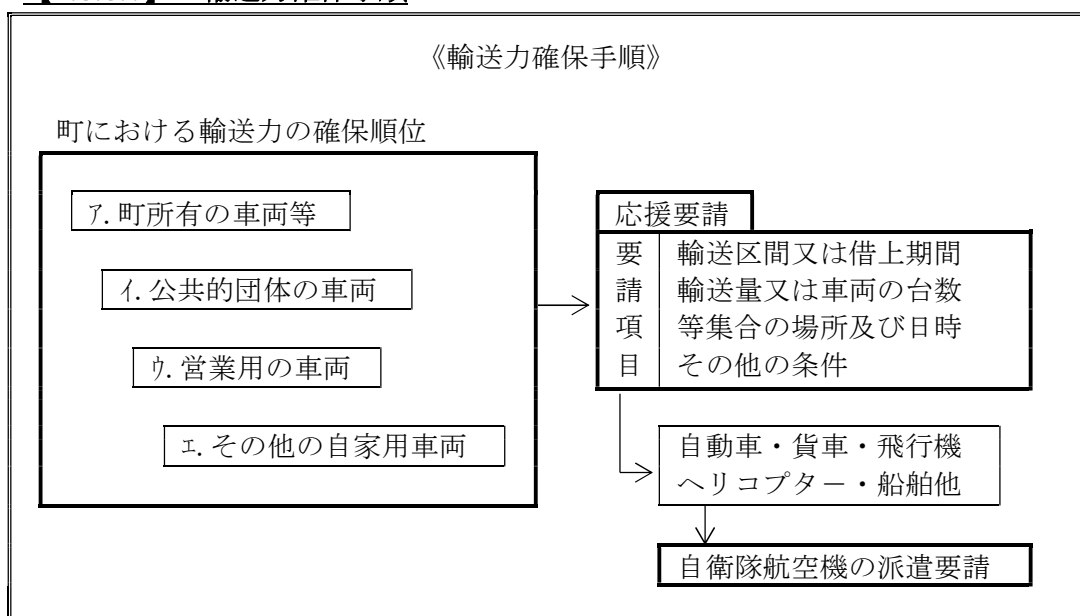 《輸送力確保手順》
町における輸送力の確保順位
ｱ.町所有の車両等
ｲ.公共的団体の車両
ｳ.営業用の車両
ｴ.その他の自家用車両
応援要請
要請項目
輸送区間又は借上期間
輸送量又は車両の台数
等集合の場所及び日時
その他の条件
自動車・貨車・飛行機
ヘリコプター・船舶他
自衛隊航空機の派遣要請